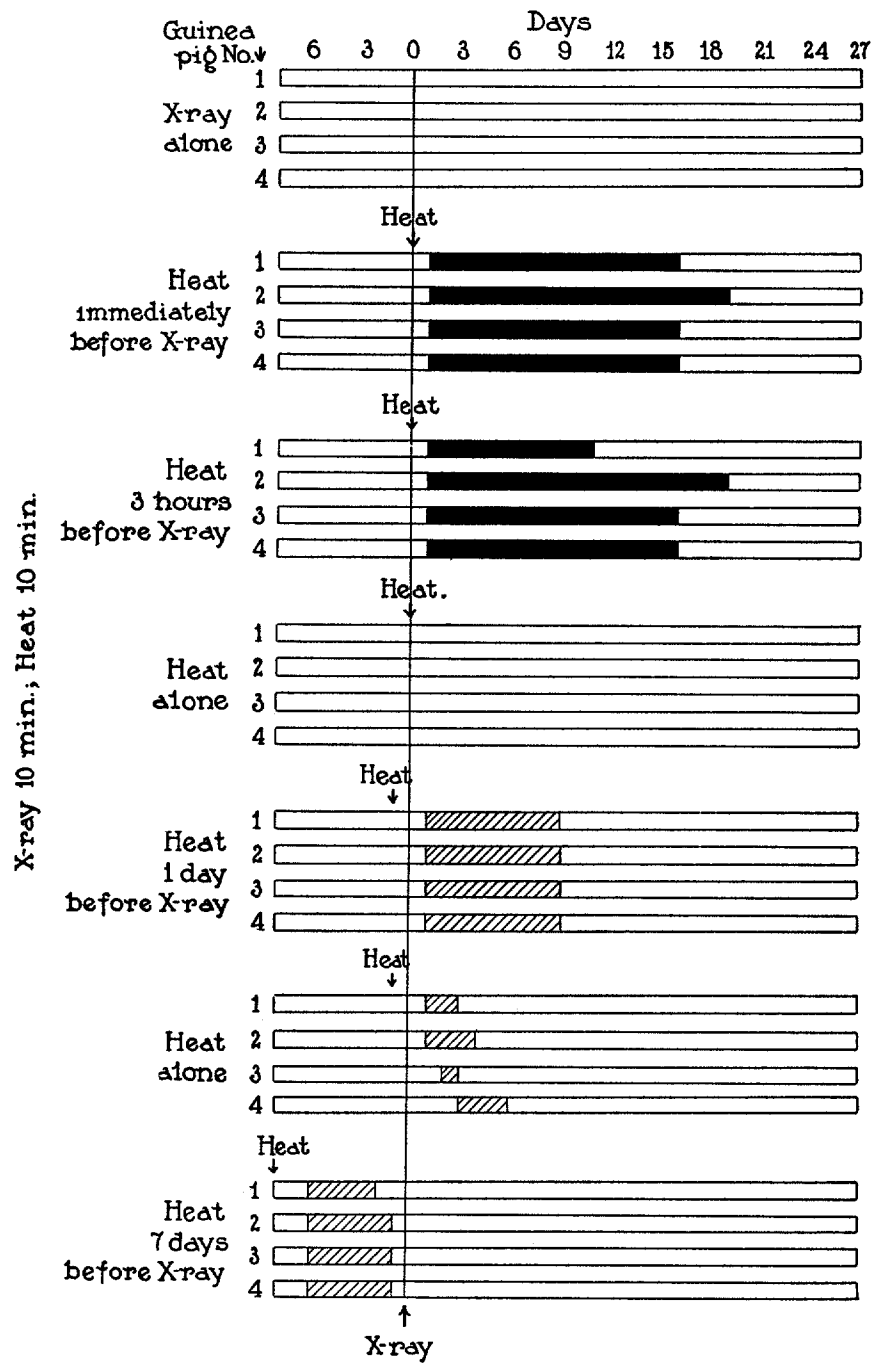 Days
Guinea
pig No. 6 3 0 3 6 9 12 15 18 21 24 27
1
X-ray 2
alone 3
4
Heat
1
Heat
2
immediately
before X-ray 3
4
Heat
1
Heat 2
3 hours 3
before X-ray
4
Heat.
1
Heat 2
alone 3
4
Heat
1
Heat 2
1 day
before X-ray 3
4
Heat
1
Heat 2
alone 3
4
Heat
1
Heat 2
7 days
before X-ray 3
4
X-ray
X-ray 10 min.; Heat 10 min.